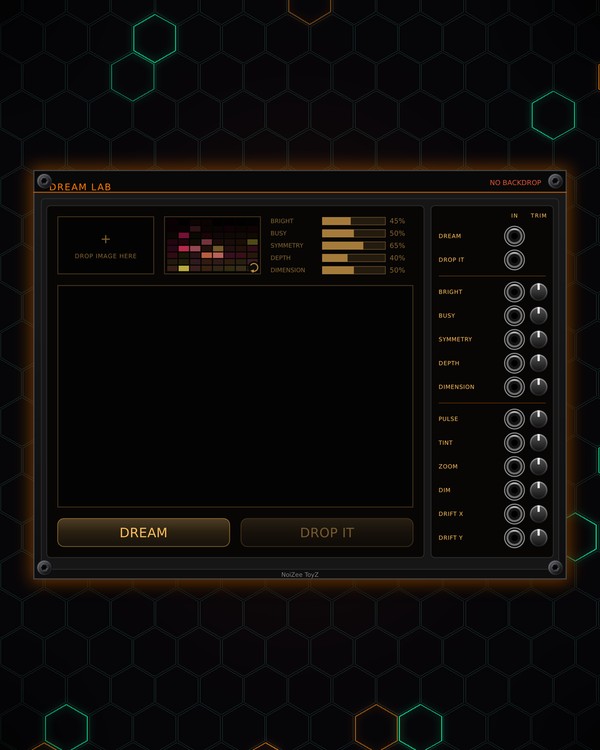 DREAM LAB
NO BACKDROP
+
DROP IMAGE HERE
BRIGHT 45%
BUSY 50%
SYMMETRY 65%
DEPTH 40%
DIMENSION 50%
DREAM
DROP IT
IN TRIM
DREAM
DROP IT
BRIGHT
BUSY
SYMMETRY
DEPTH
DIMENSION
PULSE
TINT
ZOOM
DIM
DRIFT X
DRIFT Y
NoiZee ToyZ